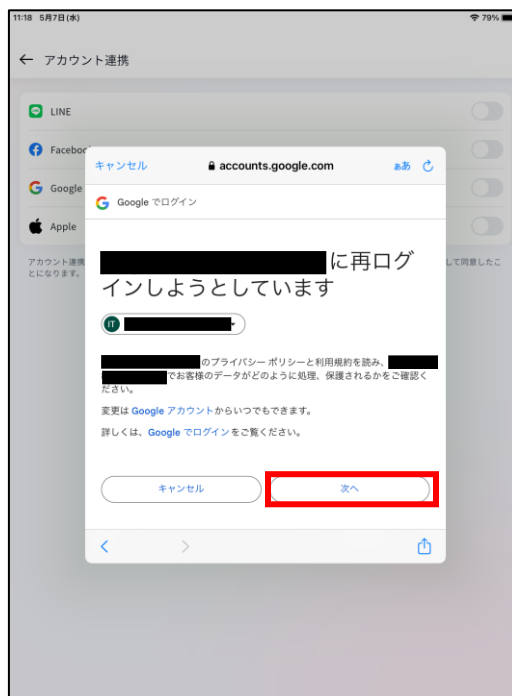 11:18 5月7日(水)
79%
← アカウント連携
LINE
Facebo
Google
Apple
アカウント連携
して同意したこ
とになります。
キャンセル
accounts.google.com
ぁあ
Google でログイン
に再ログ
インしようとしています
IT
のプライバシー ポリシーと利用規約を読み、
でお客様のデータがどのように処理、保護されるかをご確認く
ださい。
変更は Google アカウントからいつでもできます。
詳しくは、Google でログインをご覧ください。
キャンセル
次へ